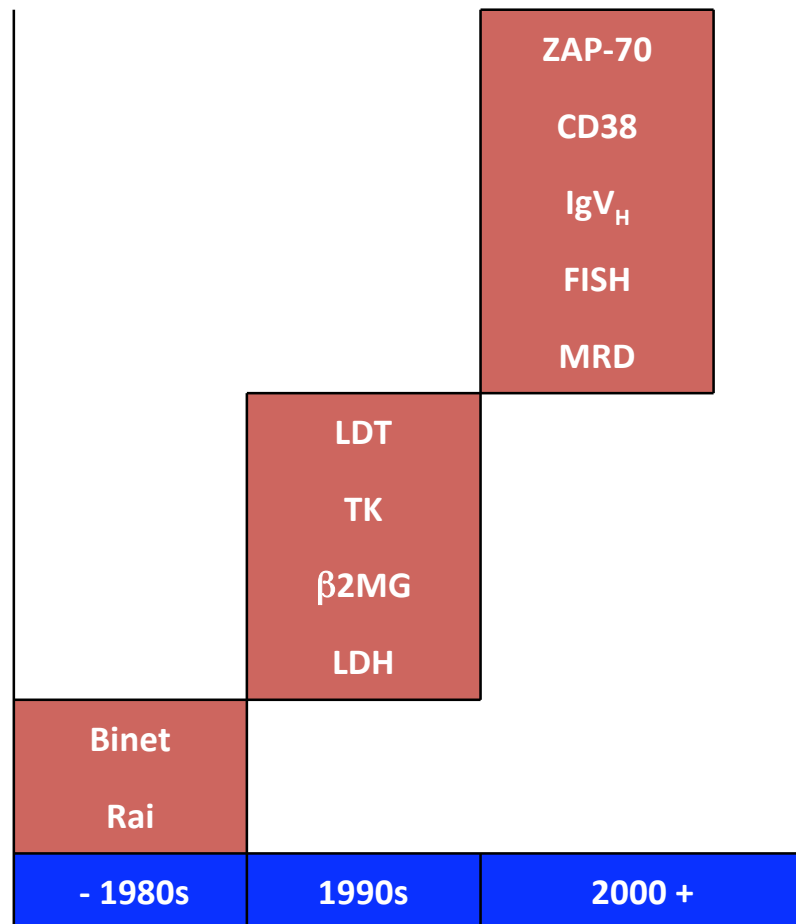 ZAP-70
CD38
IgVH
FISH
MRD
LDT
TK
β2MG
LDH
Binet
Rai
- 1980s 1990s 2000 +